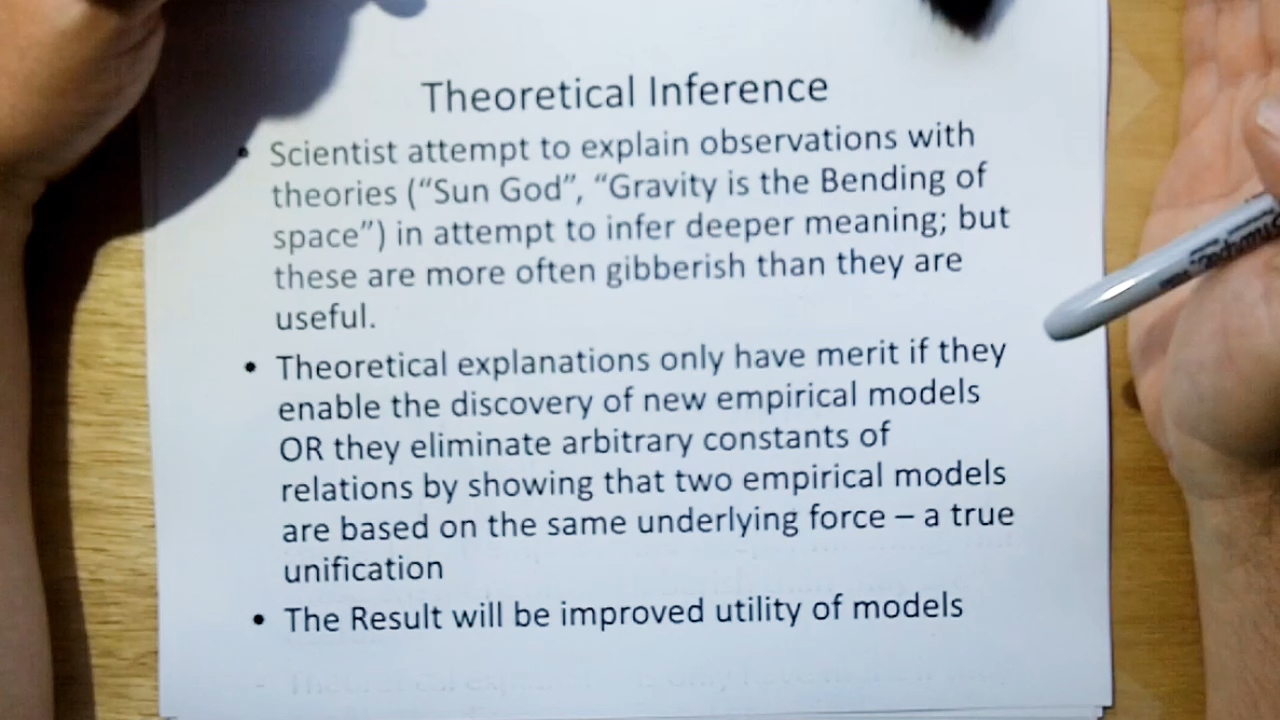 Theoretical Inference
• Scientist attempt to explain observations with
theories (“Sun God”, “Gravity is the Bending of
space”) in attempt to infer deeper meaning; but
these are more often gibberish than they are
useful.
• Theoretical explanations only have merit if they
enable the discovery of new empirical models
OR they eliminate arbitrary constants of
relations by showing that two empirical models
are based on the same underlying force – a true
unification
• The Result will be improved utility of models